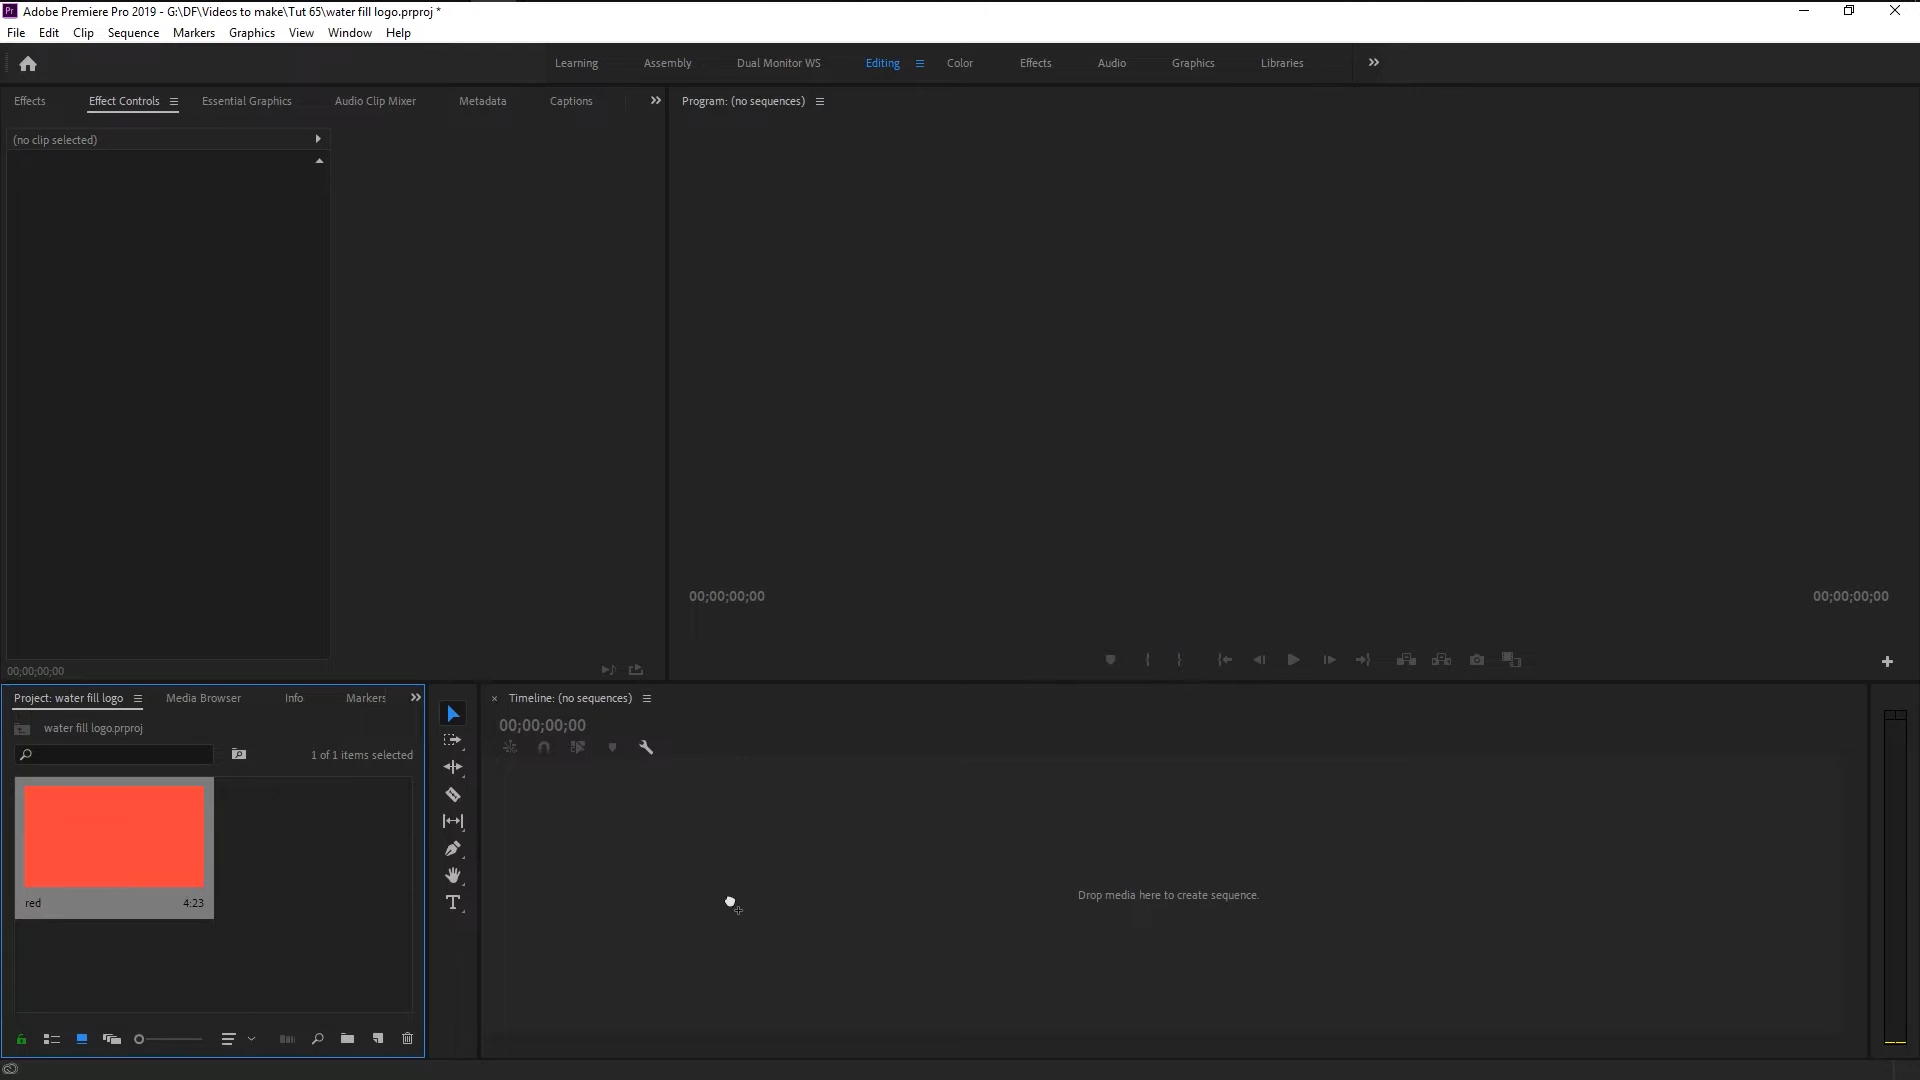 Pr Adobe Premiere Pro 2019 - G:\DF\Videos to make\Tut 65\water fill logo.prproj *
File Edit Clip Sequence Markers Graphics View Window Help
Learning Assembly Dual Monitor WS Editing Color Effects Audio Graphics Libraries
Effects Effect Controls Essential Graphics Audio Clip Mixer Metadata Captions
Program: (no sequences)
(no clip selected)
00;00;00;00
00;00;00;00
00;00;00;00
Project: water fill logo Media Browser Info Markers
Timeline: (no sequences)
00;00;00;00
water fill logo.prproj
1 of 1 items selected
red 4:23
Drop media here to create sequence.